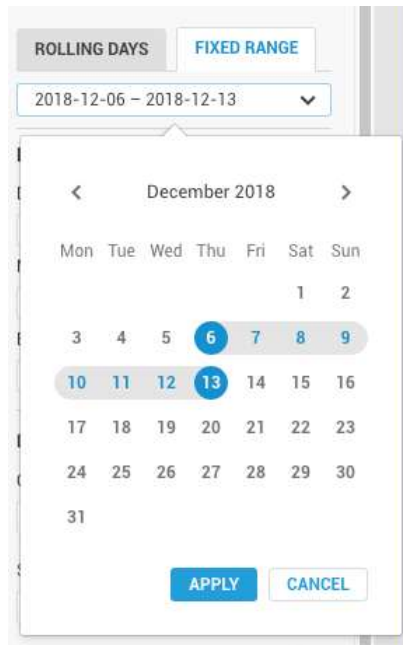 ROLLING DAYS FIXED RANGE
2018-12-06 – 2018-12-13
December 2018
Mon Tue Wed Thu Fri Sat Sun
1 2
3 4 5 6 7 8 9
10 11 12 13 14 15 16
17 18 19 20 21 22 23
24 25 26 27 28 29 30
31
APPLY CANCEL